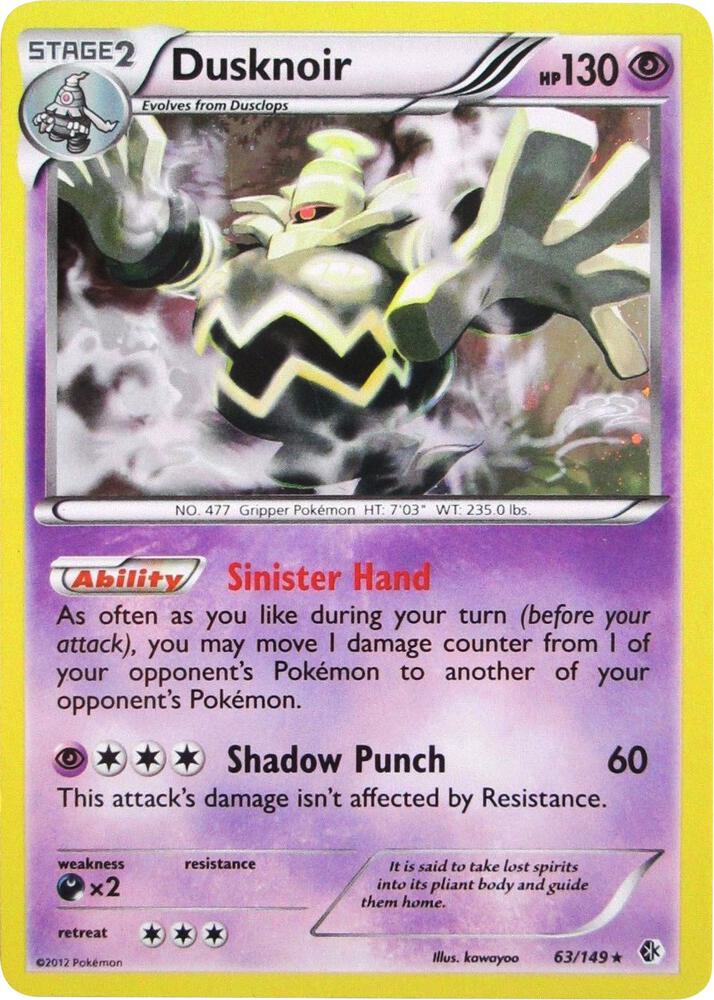 STAGE2
Dusknoir
HP130
Evolves from Dusclops
NO. 477 Gripper Pokémon HT: 7'03" WT: 235.0 lbs.
Ability Sinister Hand
As often as you like during your turn (before your
attack), you may move 1 damage counter from 1 of
your opponent's Pokémon to another of your
opponent's Pokémon.
Shadow Punch 60
This attack's damage isn't affected by Resistance.
weakness resistance
×2
It is said to take lost spirits
into its pliant body and guide
them home.
retreat
©2012 Pokémon Illus. kawayoo 63/149★